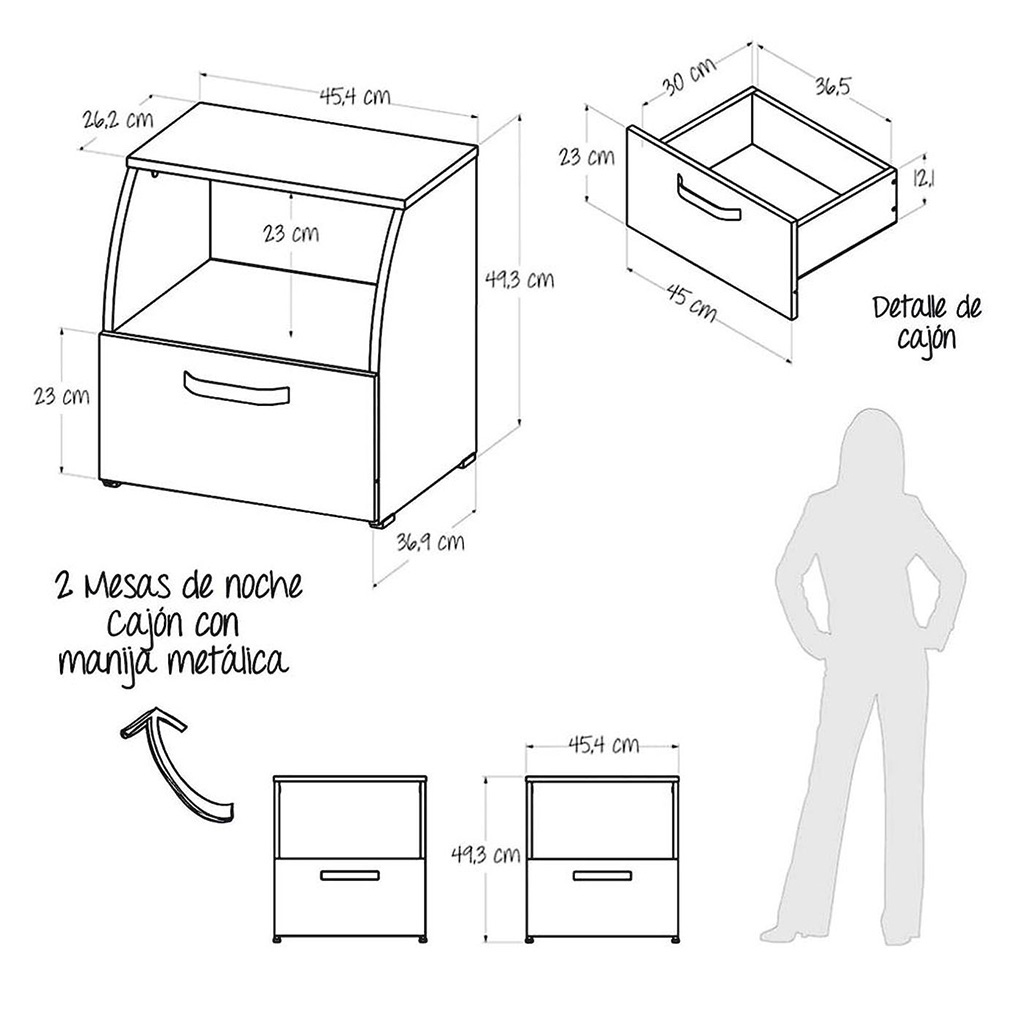 45,4 cm
26,2 cm
23 cm
49,3 cm
23 cm
36,9 cm
30 cm
36,5
23 cm
12,1
45 cm
Detalle de
cajón
2 Mesas de noche
Cajón con
manija metálica
45,4 cm
49,3 cm